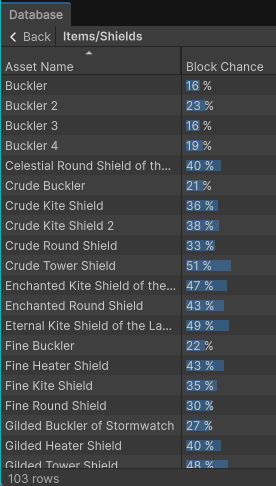 Database
Back Items/Shields
Asset Name Block Chance
Buckler 16 %
Buckler 2 23 %
Buckler 3 16 %
Buckler 4 19 %
Celestial Round Shield of th... 40 %
Crude Buckler 21 %
Crude Kite Shield 36 %
Crude Kite Shield 2 38 %
Crude Round Shield 33 %
Crude Tower Shield 51 %
Enchanted Kite Shield of the... 47 %
Enchanted Round Shield 43 %
Eternal Kite Shield of the La... 49 %
Fine Buckler 22 %
Fine Heater Shield 43 %
Fine Kite Shield 35 %
Fine Round Shield 30 %
Gilded Buckler of Stormwatch 27 %
Gilded Heater Shield 40 %
Gilded Tower Shield 48 %
103 rows